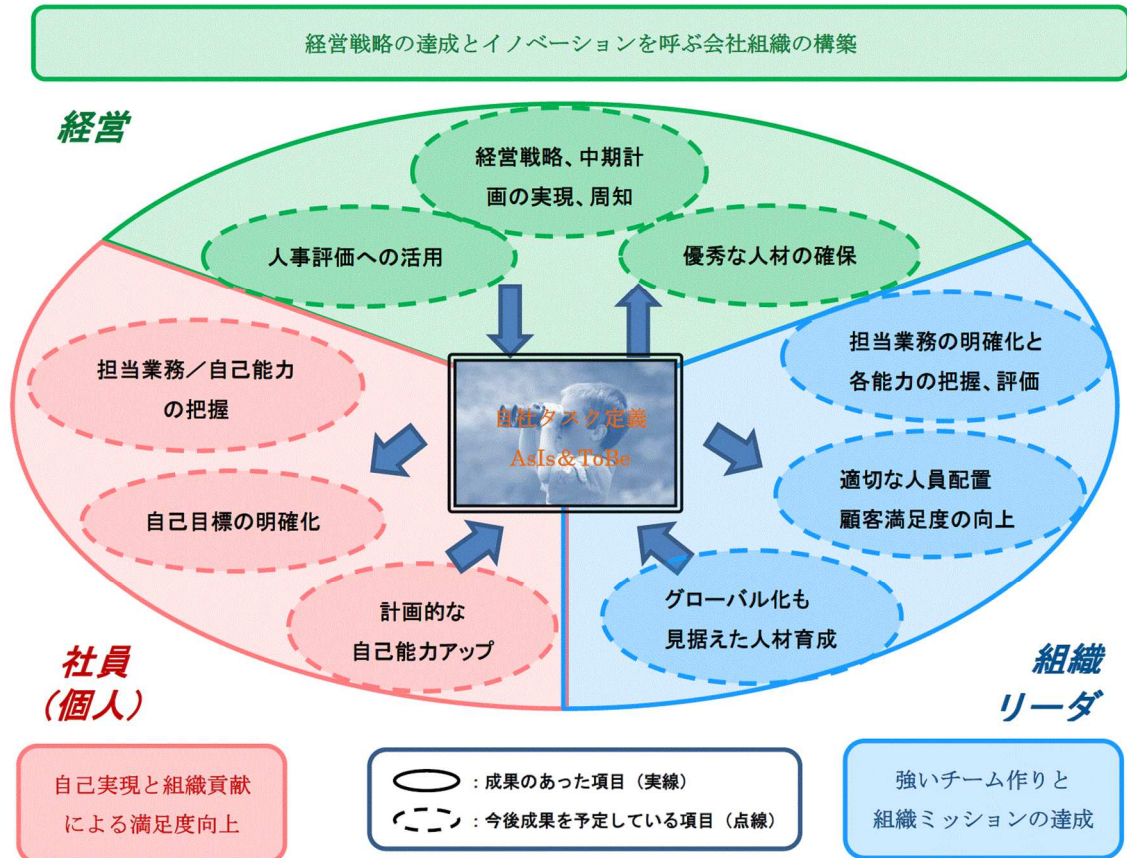 経営戦略の達成とイノベーションを呼ぶ会社組織の構築
経営
経営戦略、中期計
画の実現、周知
人事評価への活用
優秀な人材の確保
担当業務／自己能力
の把握
担当業務の明確化と
各能力の把握、評価
自社タスク定義
AsIs&ToBe
自己目標の明確化
適切な人員配置
顧客満足度の向上
計画的な
自己能力アップ
グローバル化も
見据えた人材育成
社員
（個人）
組織
リーダ
自己実現と組織貢献
による満足度向上
：成果のあった項目（実線）
：今後成果を予定している項目（点線）
強いチーム作りと
組織ミッションの達成